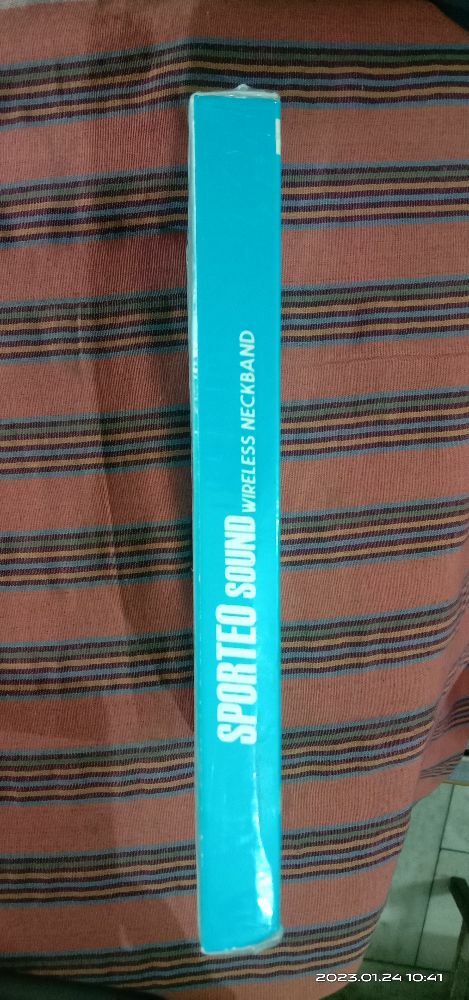 SPORTEO SOUND WIRELESS NECKBAND
2023.01.24 10:41